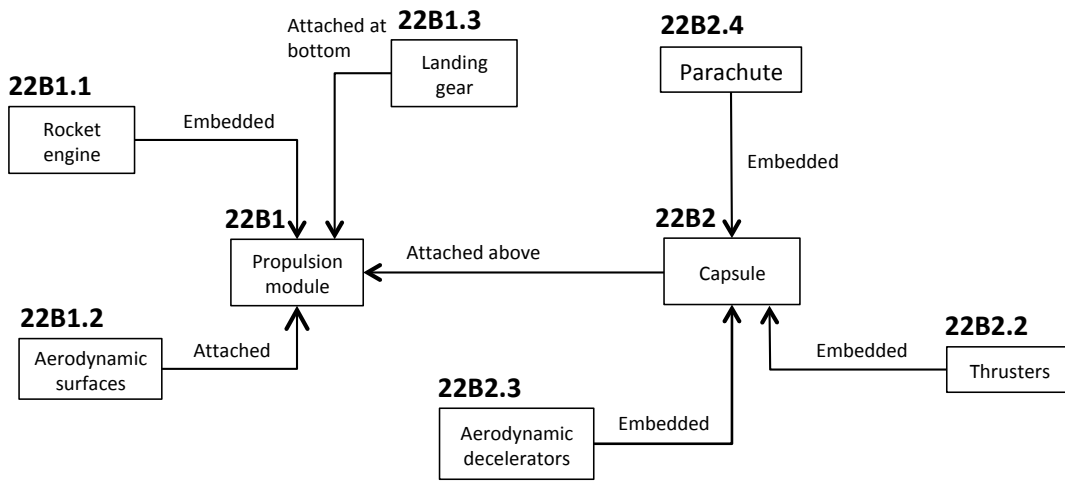 22B1.3
22B2.4
Attached at
bottom
Landing
gear
Parachute
22B1.1
Rocket
engine
Embedded
Embedded
22B1
22B2
Propulsion
module
Attached above
Capsule
22B1.2
Aerodynamic
surfaces
Attached
22B2.2
Embedded
Thrusters
22B2.3
Aerodynamic
decelerators
Embedded